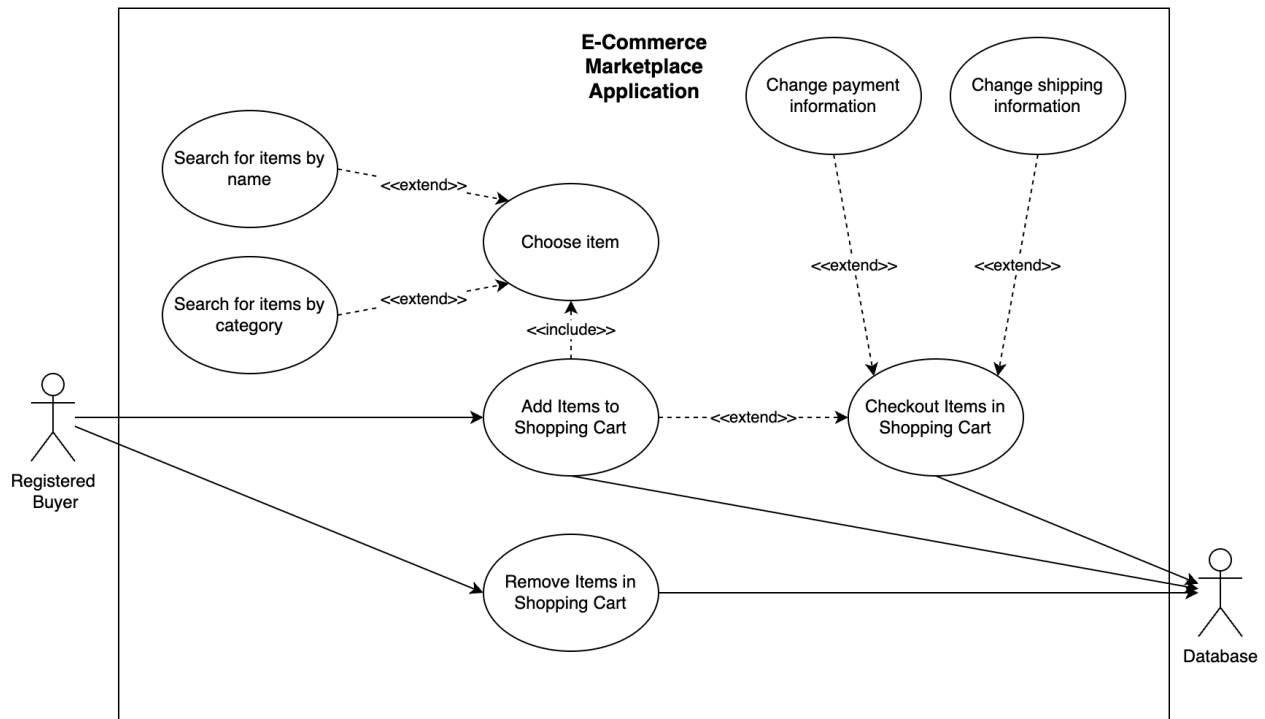 E-Commerce
Marketplace
Application
Change payment
information
Change shipping
information
Search for items by
name
<<extend>>
Choose item
Search for items by
category
<<extend>>
<<extend>>
<<extend>>
<<include>>
Registered
Buyer
Add Items to
Shopping Cart
<<extend>>
Checkout Items in
Shopping Cart
Remove Items in
Shopping Cart
Database